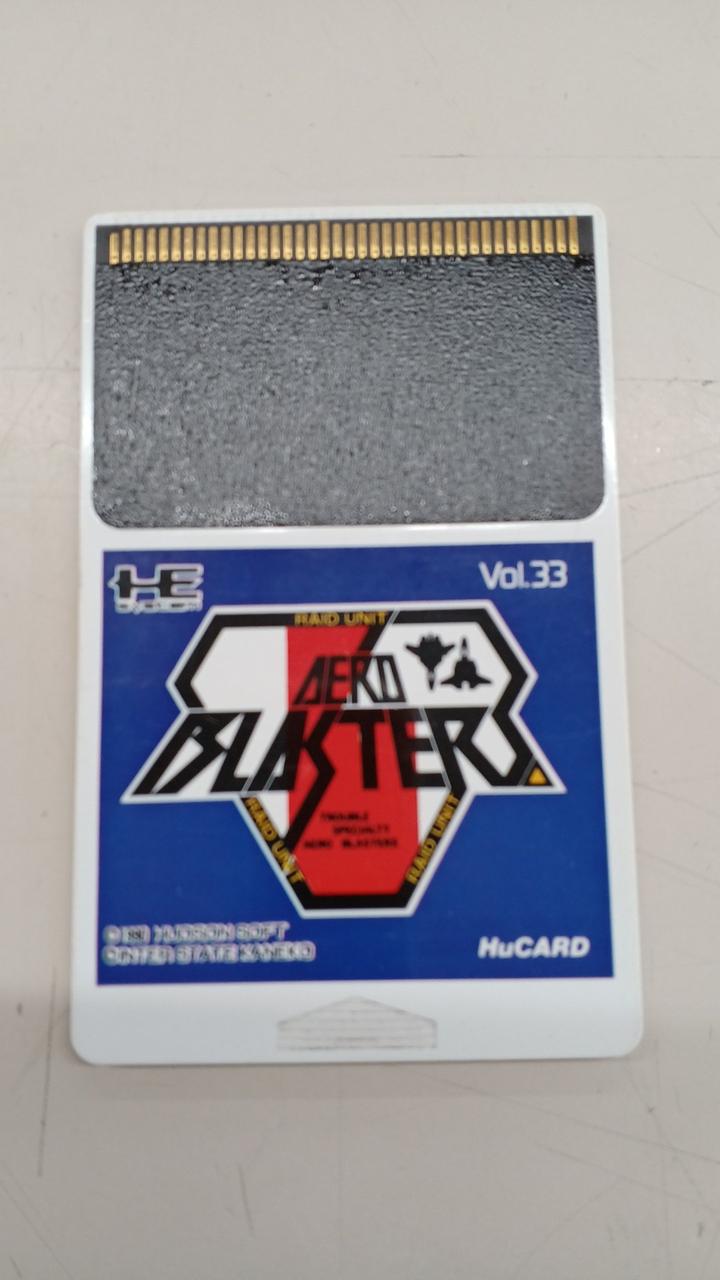 HE
Vol.33
RAID UNIT
AERO
BLASTERS
TROUBLE
SPECIALTY
AERO BLASTERS
RAID UNIT
RAID UNIT
HUDSON SOFT
©INTER STATE KANEKO
HuCARD